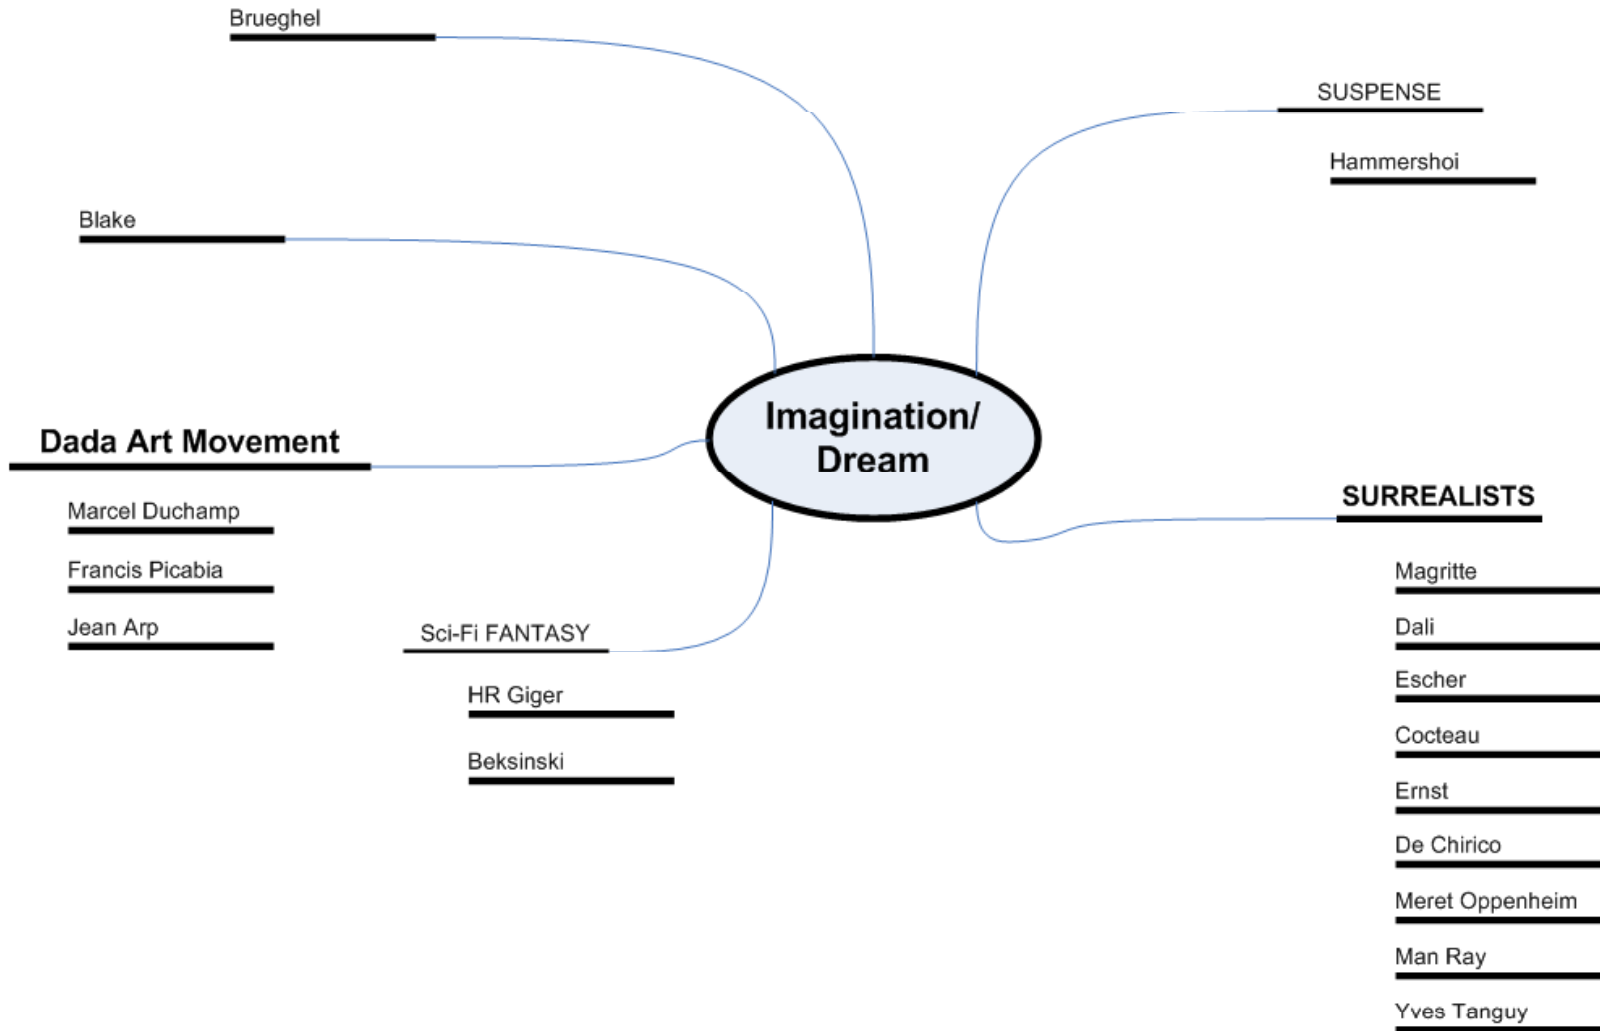 Brueghel
SUSPENSE
Hammershoi
Blake
Imagination/
Dream
Dada Art Movement
Marcel Duchamp
Francis Picabia
Jean Arp
Sci-Fi FANTASY
HR Giger
Beksinski
SURREALISTS
Magritte
Dali
Escher
Cocteau
Ernst
De Chirico
Meret Oppenheim
Man Ray
Yves Tanguy